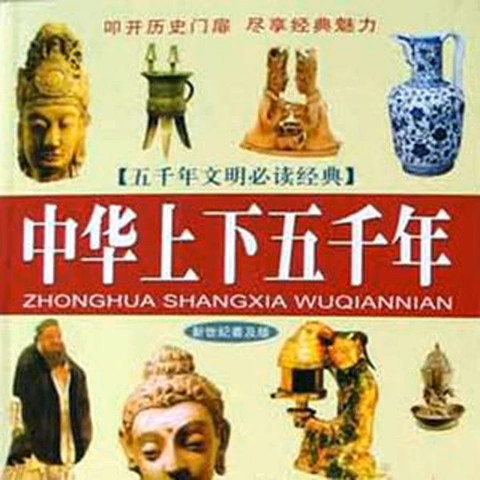 叩开历史门扉 尽享经典魅力
【五千年文明必读经典】
中华上下五千年
ZHONGHUA SHANGXIA WUQIANNIAN
新世纪普及版